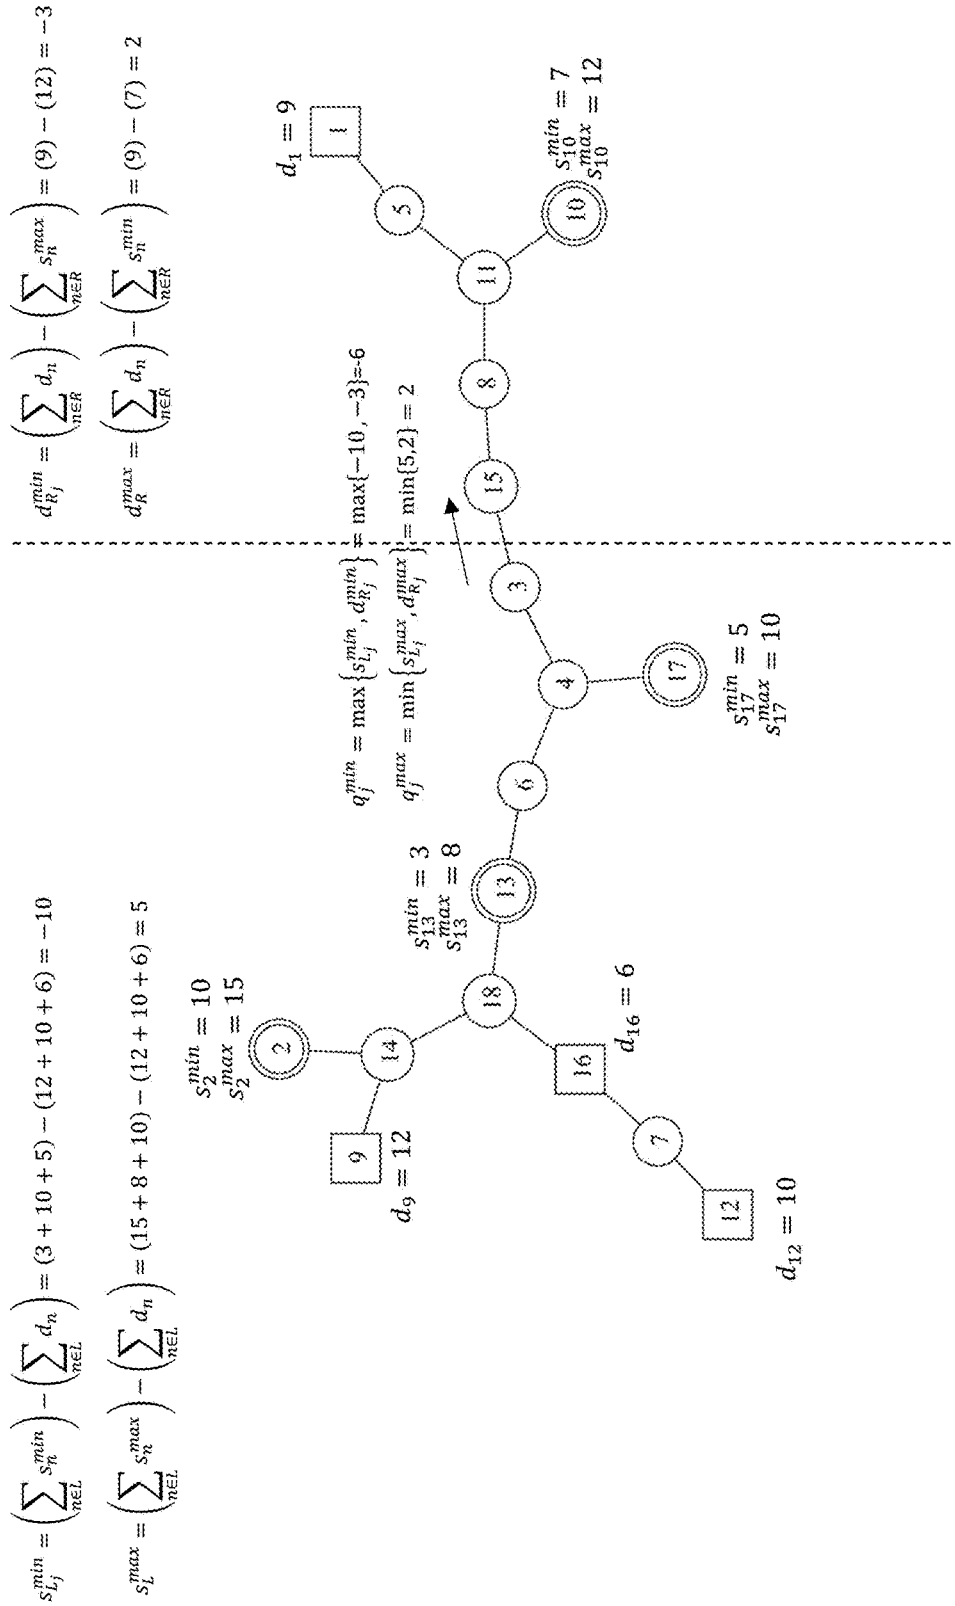 s_{L_j}^{min} = (∑_{n∈L} s_n^{min}) − (∑_{n∈L} d_n) = (3 + 10 + 5) − (12 + 10 + 6) = −10
s_L^{max} = (∑_{n∈L} s_n^{max}) − (∑_{n∈L} d_n) = (15 + 8 + 10) − (12 + 10 + 6) = 5
d_{R_j}^{min} = (∑_{n∈R} d_n) − (∑_{n∈R} s_n^{max}) = (9) − (12) = −3
d_R^{max} = (∑_{n∈R} d_n) − (∑_{n∈R} s_n^{min}) = (9) − (7) = 2
q_j^{min} = max{s_{L_j}^{min}, d_{R_j}^{min}} = max{−10, −3}=-6
q_j^{max} = min{s_{L_j}^{max}, d_{R_j}^{max}} = min{5,2} = 2
s_2^{min} = 10
s_2^{max} = 15
2
9
d_9 = 12
14
18
16
d_{16} = 6
7
12
d_{12} = 10
s_{13}^{min} = 3
s_{13}^{max} = 8
13
6
4
17
s_{17}^{min} = 5
s_{17}^{max} = 10
3
15
8
11
5
d_1 = 9
1
10
s_{10}^{min} = 7
s_{10}^{max} = 12